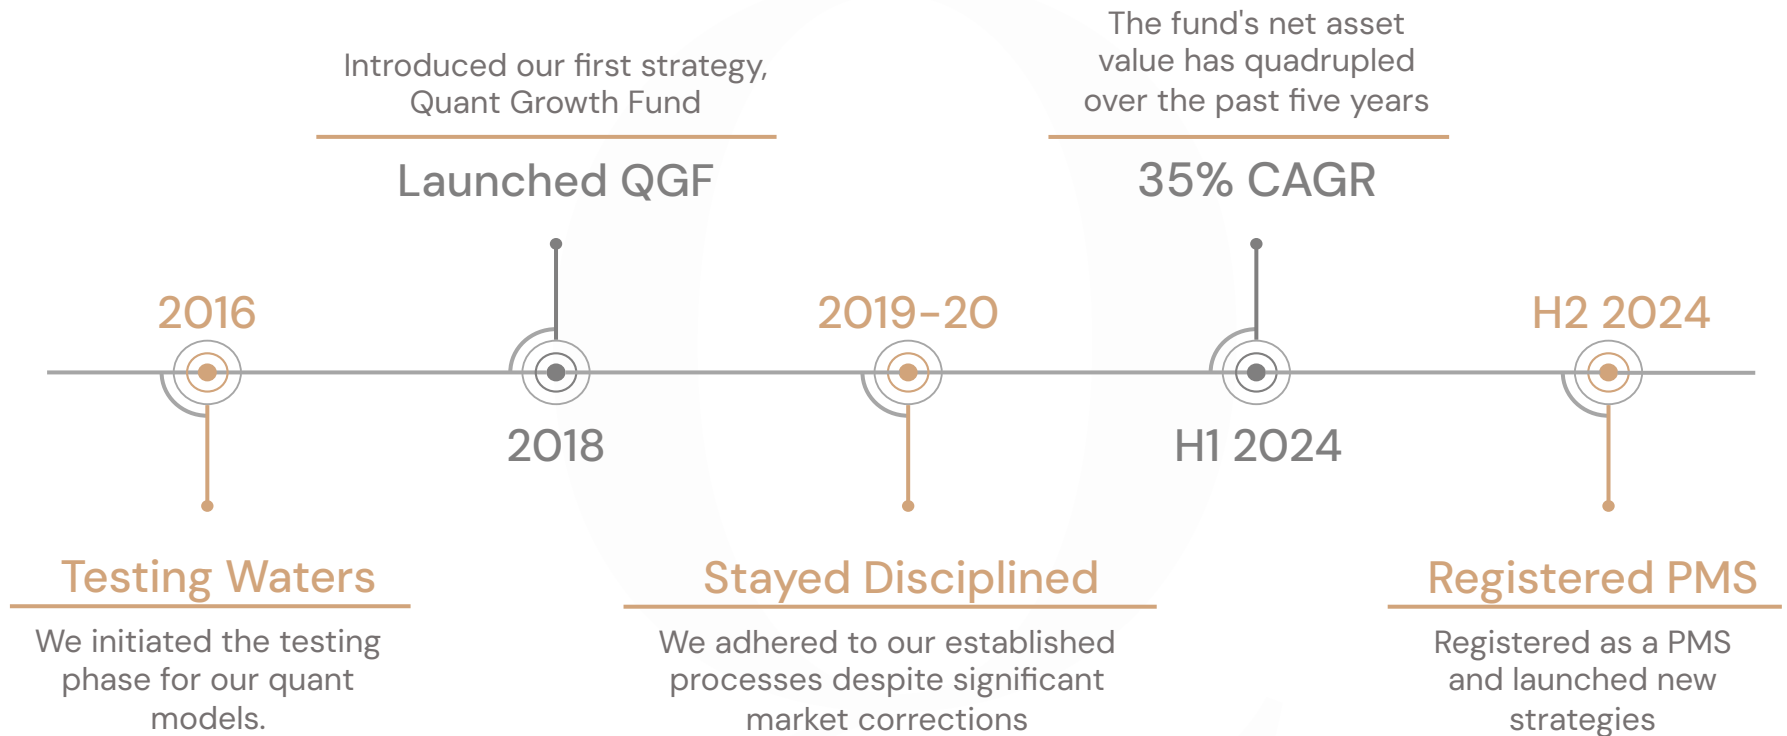 2016
Testing Waters
We initiated the testing
phase for our quant
models.
Introduced our first strategy,
Quant Growth Fund
Launched QGF
2018
2019-20
Stayed Disciplined
We adhered to our established
processes despite significant
market corrections
The fund's net asset
value has quadrupled
over the past five years
35% CAGR
H1 2024
H2 2024
Registered PMS
Registered as a PMS
and launched new
strategies